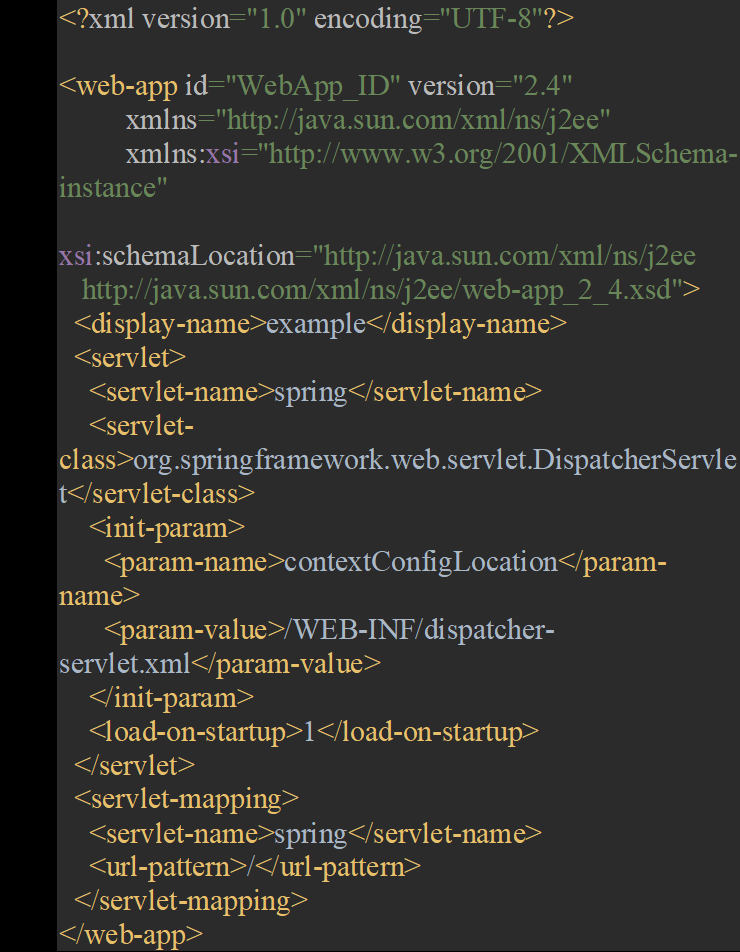 <?xml version="1.0" encoding="UTF-8"?>
<web-app id="WebApp_ID" version="2.4"
xmlns="http://java.sun.com/xml/ns/j2ee"
xmlns:xsi="http://www.w3.org/2001/XMLSchema-
instance"
xsi:schemaLocation="http://java.sun.com/xml/ns/j2ee
http://java.sun.com/xml/ns/j2ee/web-app_2_4.xsd">
<display-name>example</display-name>
<servlet>
<servlet-name>spring</servlet-name>
<servlet-
class>org.springframework.web.servlet.DispatcherServle
t</servlet-class>
<init-param>
<param-name>contextConfigLocation</param-
name>
<param-value>/WEB-INF/dispatcher-
servlet.xml</param-value>
</init-param>
<load-on-startup>1</load-on-startup>
</servlet>
<servlet-mapping>
<servlet-name>spring</servlet-name>
<url-pattern>/</url-pattern>
</servlet-mapping>
</web-app>